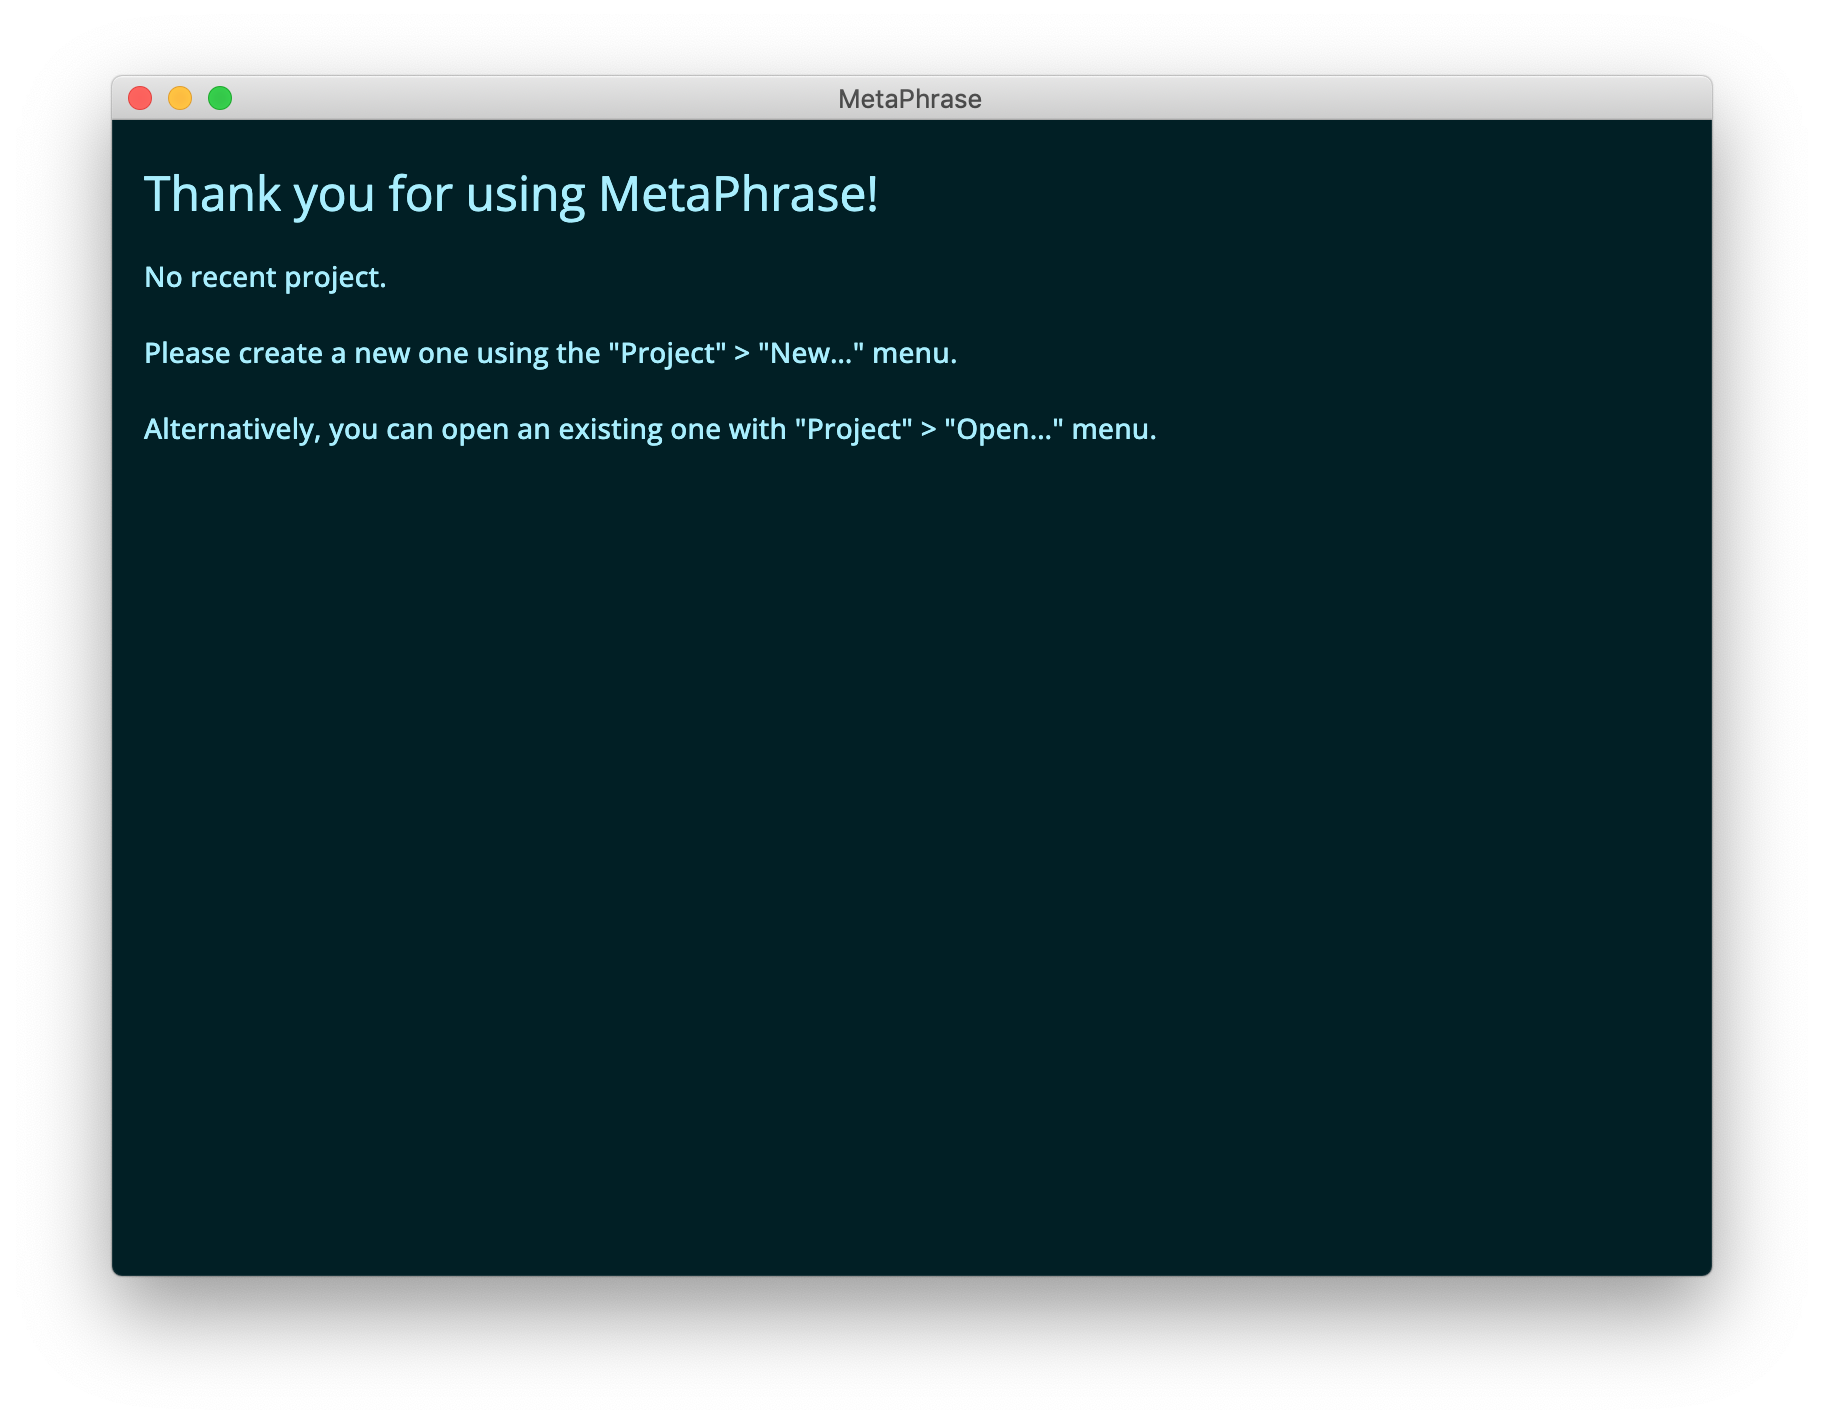 MetaPhrase
Thank you for using MetaPhrase!
No recent project.
Please create a new one using the "Project" > "New..." menu.
Alternatively, you can open an existing one with "Project" > "Open..." menu.